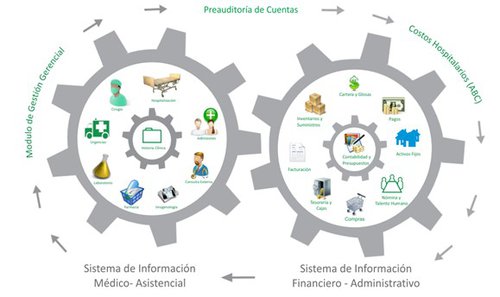 Preauditoría de Cuentas
Modulo de Gestión Gerencial
Costos Hospitalarios (ABC)
Cirugía
Hospitalización
Urgencias
Historia Clínica
Admisiones
Laboratorio
Consulta Externa
Farmacia
Imagenología
Cartera y Glosas
Inventarios y
Suministros
Pagos
Contabilidad y
Presupuestos
Activos Fijos
Facturación
Tesorería y
Cajas
Nómina y
Talento Humano
Compras
Sistema de Información
Médico- Asistencial
Sistema de Información
Financiero - Administrativo